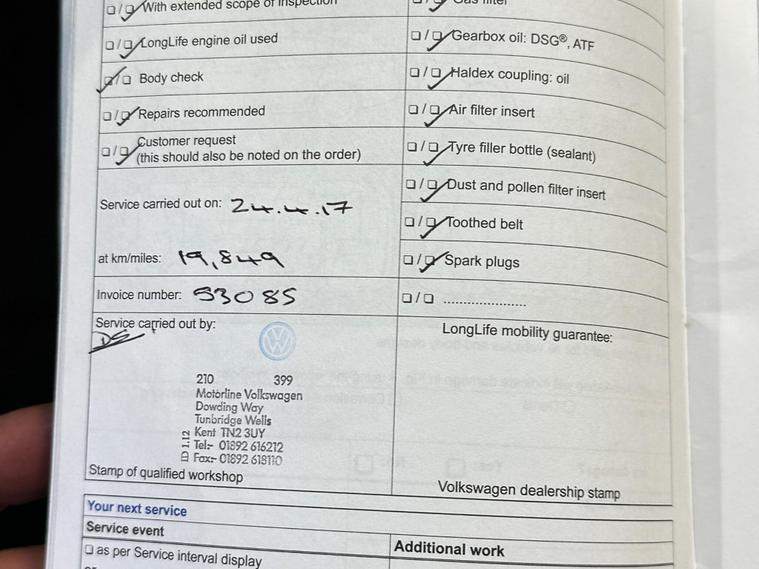 ☐/☑ With extended scope of inspection
☐/☑ LongLife engine oil used
☑/☐ Body check
☐/☑ Repairs recommended
☐/☑ Customer request
(this should also be noted on the order)
Service carried out on: 24.4.17
at km/miles: 19,849
Invoice number: 53085
Service carried out by:
DS
VW
210 399
Motorline Volkswagen
Dowding Way
Tunbridge Wells
Kent TN2 3UY
Tel:- 01892 616212
Fax:- 01892 618110
Stamp of qualified workshop
☐/☑ Gas filter
☐/☑ Gearbox oil: DSG®, ATF
☐/☑ Haldex coupling: oil
☐/☑ Air filter insert
☐/☑ Tyre filler bottle (sealant)
☐/☑ Dust and pollen filter insert
☐/☑ Toothed belt
☐/☑ Spark plugs
☐/☐ ......................
LongLife mobility guarantee:
Volkswagen dealership stamp
Your next service
Service event
☐ as per Service interval display
Additional work